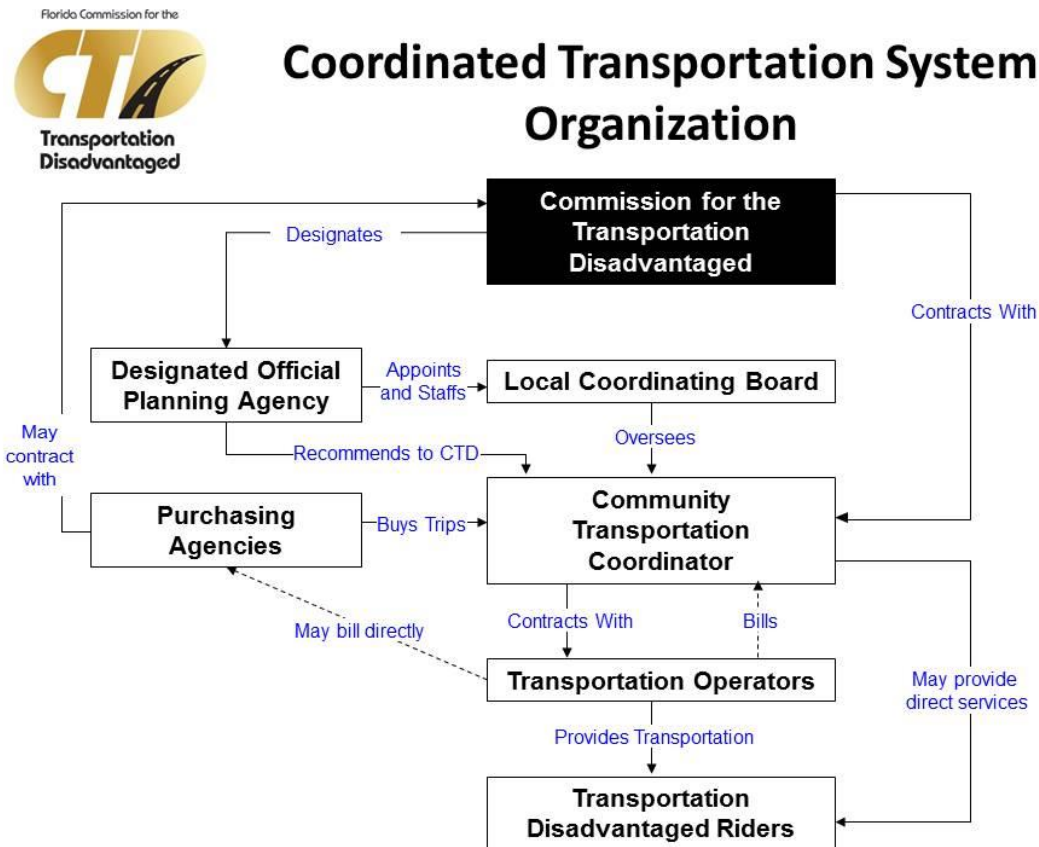 Florida Commission for the
CTD
Transportation
Disadvantaged
Coordinated Transportation System
Organization
Commission for the
Transportation
Disadvantaged
Designates
Contracts With
Designated Official
Planning Agency
Appoints
and Staffs
Local Coordinating Board
May
contract
with
Oversees
Recommends to CTD
Purchasing
Agencies
Buys Trips
Community
Transportation
Coordinator
May bill directly
Contracts With
Bills
Transportation Operators
May provide
direct services
Provides Transportation
Transportation
Disadvantaged Riders